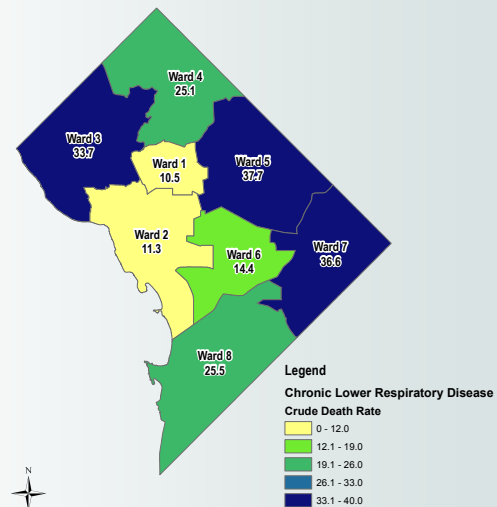 Ward 4
25.1
Ward 3
33.7
Ward 1
10.5
Ward 5
37.7
Ward 2
11.3
Ward 6
14.4
Ward 7
36.6
Ward 8
25.5
Legend
Chronic Lower Respiratory Disease
Crude Death Rate
0 - 12.0
12.1 - 19.0
19.1 - 26.0
26.1 - 33.0
33.1 - 40.0
N